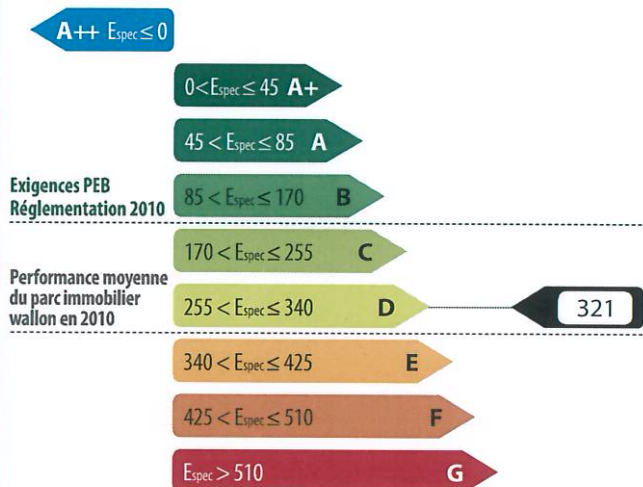 A++ Espec ≤ 0
0 < Espec ≤ 45 A+
45 < Espec ≤ 85 A
Exigences PEB
Réglementation 2010
85 < Espec ≤ 170 B
170 < Espec ≤ 255 C
Performance moyenne
du parc immobilier
wallon en 2010
255 < Espec ≤ 340 D
321
340 < Espec ≤ 425 E
425 < Espec ≤ 510 F
Espec > 510 G